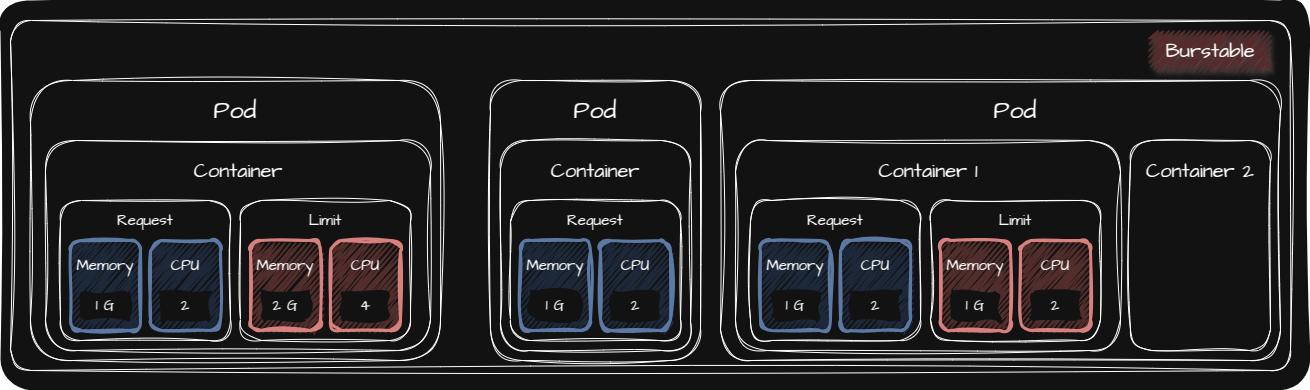 Burstable
Pod
Container
Request
Memory
1 G
CPU
2
Limit
Memory
2 G
CPU
4
Pod
Container
Request
Memory
1 G
CPU
2
Pod
Container 1
Request
Memory
1 G
CPU
2
Limit
Memory
1 G
CPU
2
Container 2